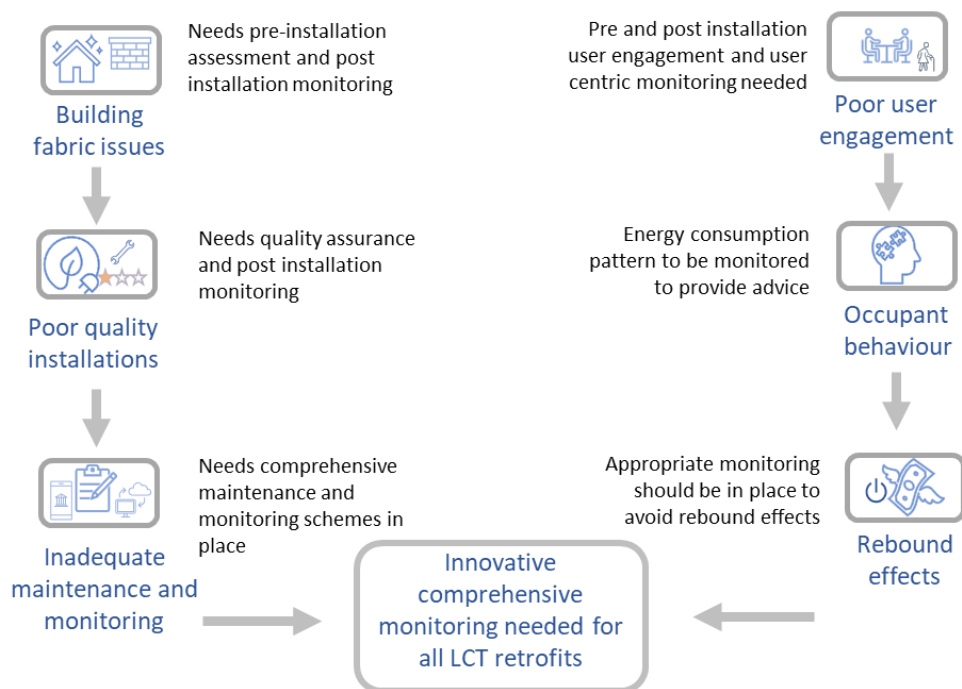 Needs pre-installation
assessment and post
installation monitoring
Building
fabric issues
Needs quality assurance
and post installation
monitoring
Poor quality
installations
Needs comprehensive
maintenance and
monitoring schemes in
place
Inadequate
maintenance and
monitoring
Pre and post installation
user engagement and user
centric monitoring needed
Poor user
engagement
Energy consumption
pattern to be monitored
to provide advice
Occupant
behaviour
Appropriate monitoring
should be in place to
avoid rebound effects
Rebound
effects
Innovative
comprehensive
monitoring needed for
all LCT retrofits